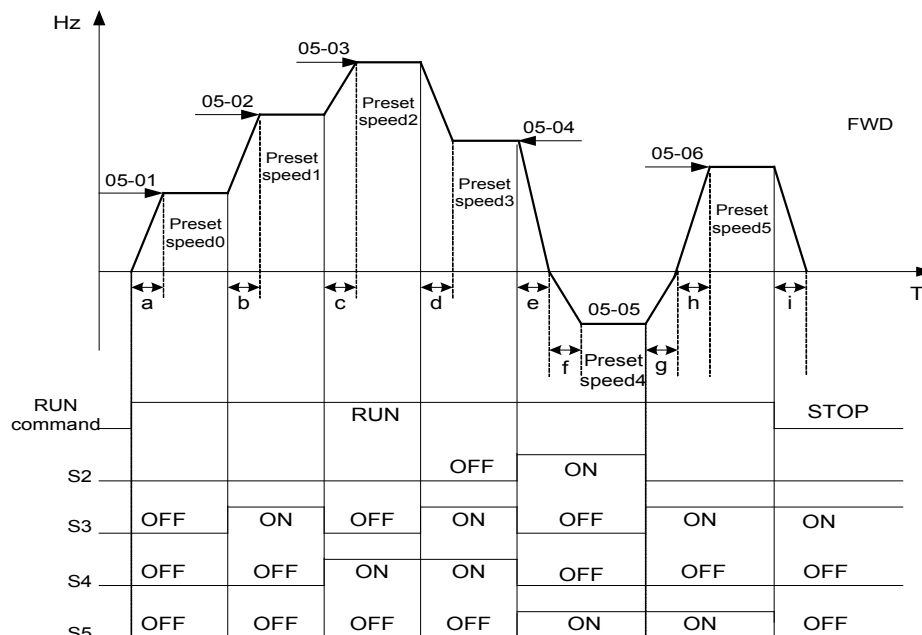 Hz
05-03
Preset
speed2
05-02
Preset
speed1
05-04
FWD
05-06
05-01
Preset
speed3
Preset
speed5
Preset
speed0
T
a b c d e h i
05-05
f g
Preset
speed4
RUN
command
RUN
STOP
S2
OFF ON
S3
OFF ON OFF ON OFF ON ON
S4
OFF OFF ON ON OFF OFF OFF
S5
OFF OFF OFF OFF ON ON OFF